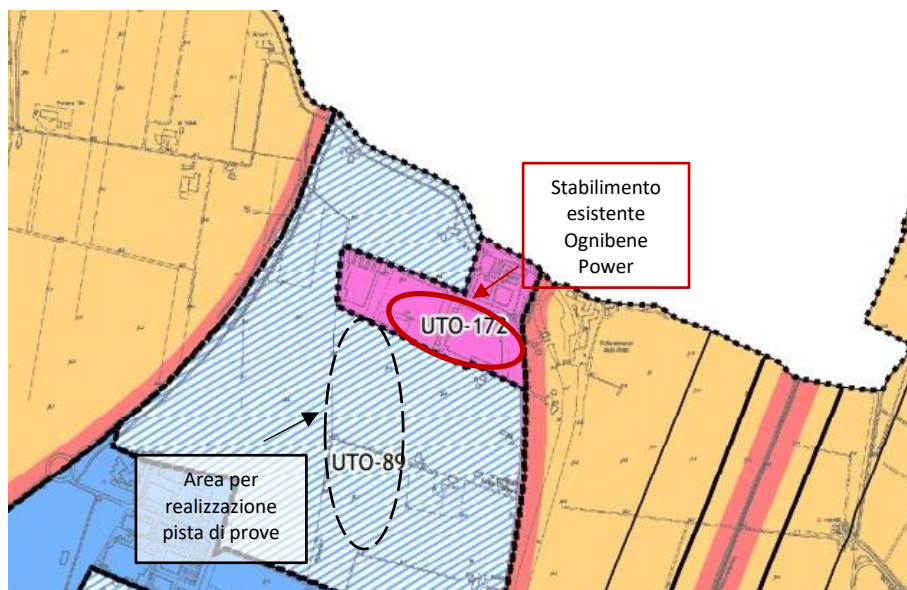 Stabilimento
esistente
Ognibene
Power
UTO-172
UTO-89
Area per
realizzazione
pista di prove